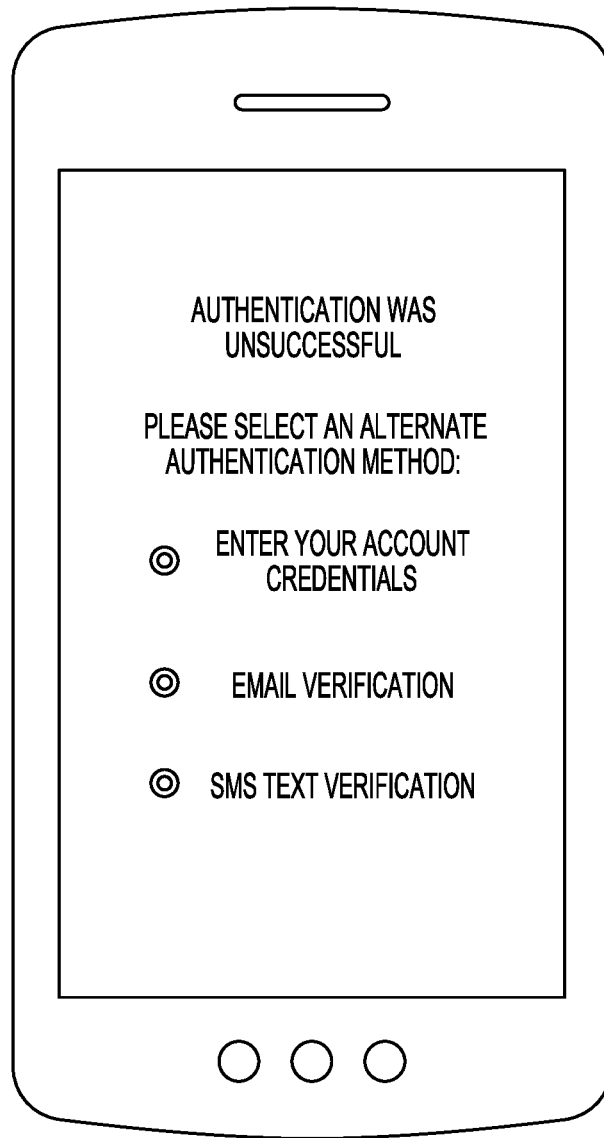 AUTHENTICATION WAS
UNSUCCESSFUL
PLEASE SELECT AN ALTERNATE
AUTHENTICATION METHOD:
ENTER YOUR ACCOUNT
CREDENTIALS
EMAIL VERIFICATION
SMS TEXT VERIFICATION